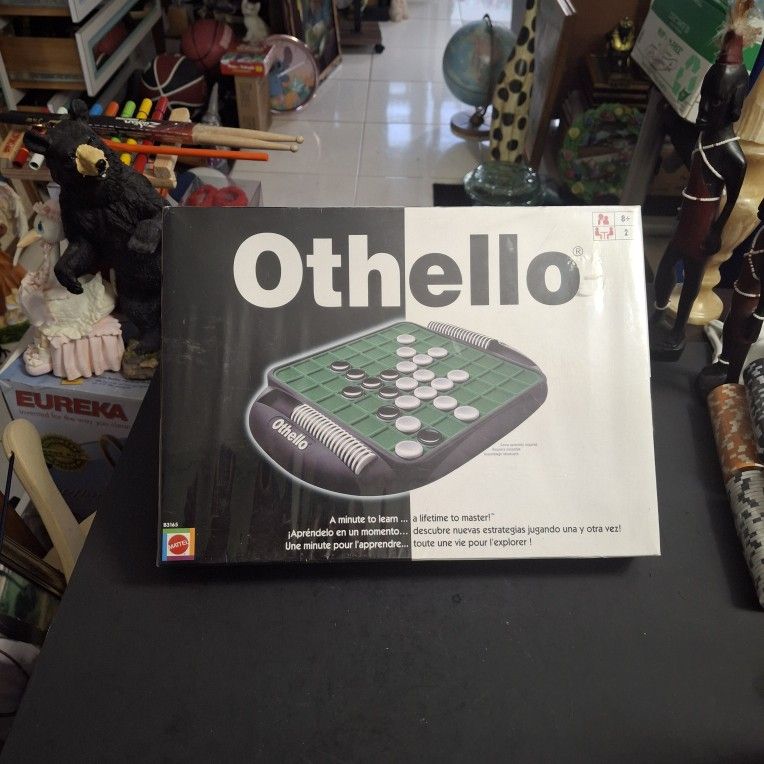 Othello®
8+
2
Othello
A minute to learn ... a lifetime to master!™
¡Apréndelo en un momento... descubre nuevas estrategias jugando una y otra vez!
Une minute pour l'apprendre... toute une vie pour l'explorer !
B3165
MATTEL
EUREKA